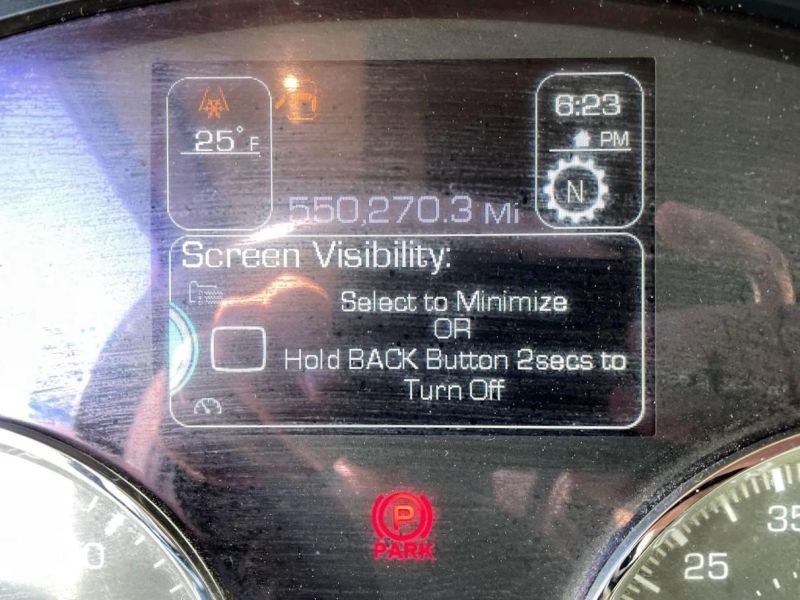 25° F
6:23
PM
N
550,270.3 Mi
Screen Visibility:
Select to Minimize
OR
Hold BACK Button 2secs to
Turn Off
P
PARK
0
25
35